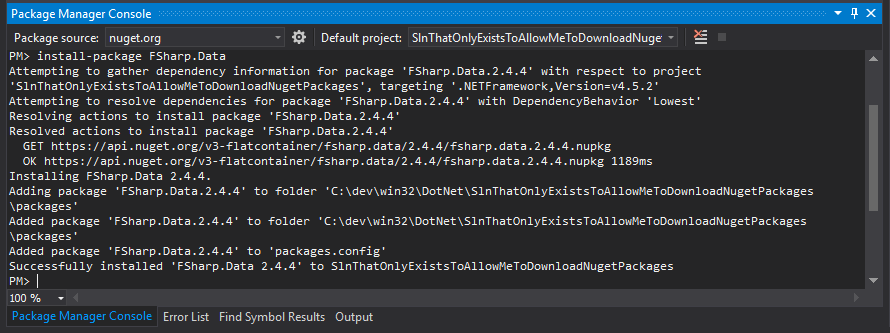 Package Manager Console
Package source: nuget.org Default project: SlnThatOnlyExistsToAllowMeToDownloadNuget
PM> install-package FSharp.Data
Attempting to gather dependency information for package 'FSharp.Data.2.4.4' with respect to project
'SlnThatOnlyExistsToAllowMeToDownloadNugetPackages', targeting '.NETFramework,Version=v4.5.2'
Attempting to resolve dependencies for package 'FSharp.Data.2.4.4' with DependencyBehavior 'Lowest'
Resolving actions to install package 'FSharp.Data.2.4.4'
Resolved actions to install package 'FSharp.Data.2.4.4'
GET https://api.nuget.org/v3-flatcontainer/fsharp.data/2.4.4/fsharp.data.2.4.4.nupkg
OK https://api.nuget.org/v3-flatcontainer/fsharp.data/2.4.4/fsharp.data.2.4.4.nupkg 1189ms
Installing FSharp.Data 2.4.4.
Adding package 'FSharp.Data.2.4.4' to folder 'C:\dev\win32\DotNet\SlnThatOnlyExistsToAllowMeToDownloadNugetPackages
\packages'
Added package 'FSharp.Data.2.4.4' to folder 'C:\dev\win32\DotNet\SlnThatOnlyExistsToAllowMeToDownloadNugetPackages
\packages'
Added package 'FSharp.Data.2.4.4' to 'packages.config'
Successfully installed 'FSharp.Data 2.4.4' to SlnThatOnlyExistsToAllowMeToDownloadNugetPackages
PM>
100 %
Package Manager Console Error List Find Symbol Results Output